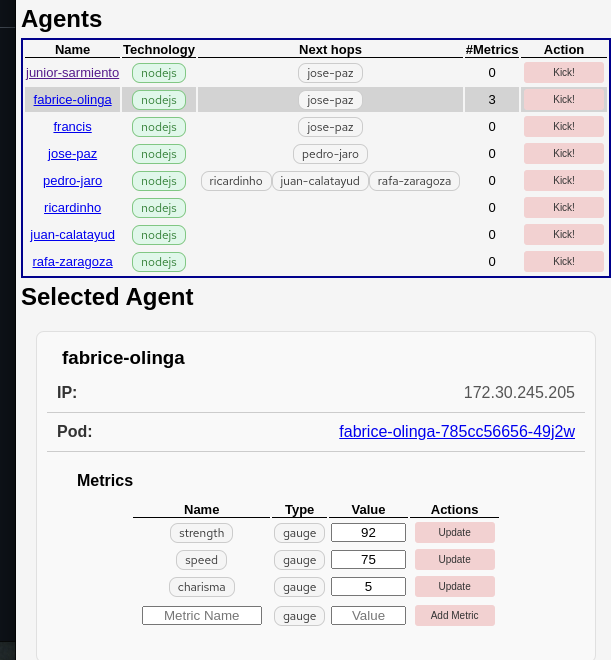 Agents
Name Technology Next hops #Metrics Action
junior-sarmiento nodejs jose-paz 0 Kick!
fabrice-olinga nodejs jose-paz 3 Kick!
francis nodejs jose-paz 0 Kick!
jose-paz nodejs pedro-jaro 0 Kick!
pedro-jaro nodejs ricardinho juan-calatayud rafa-zaragoza 0 Kick!
ricardinho nodejs 0 Kick!
juan-calatayud nodejs 0 Kick!
rafa-zaragoza nodejs 0 Kick!
Selected Agent
fabrice-olinga
IP: 172.30.245.205
Pod: fabrice-olinga-785cc56656-49j2w
Metrics
Name Type Value Actions
strength gauge 92 Update
speed gauge 75 Update
charisma gauge 5 Update
Metric Name gauge Value Add Metric